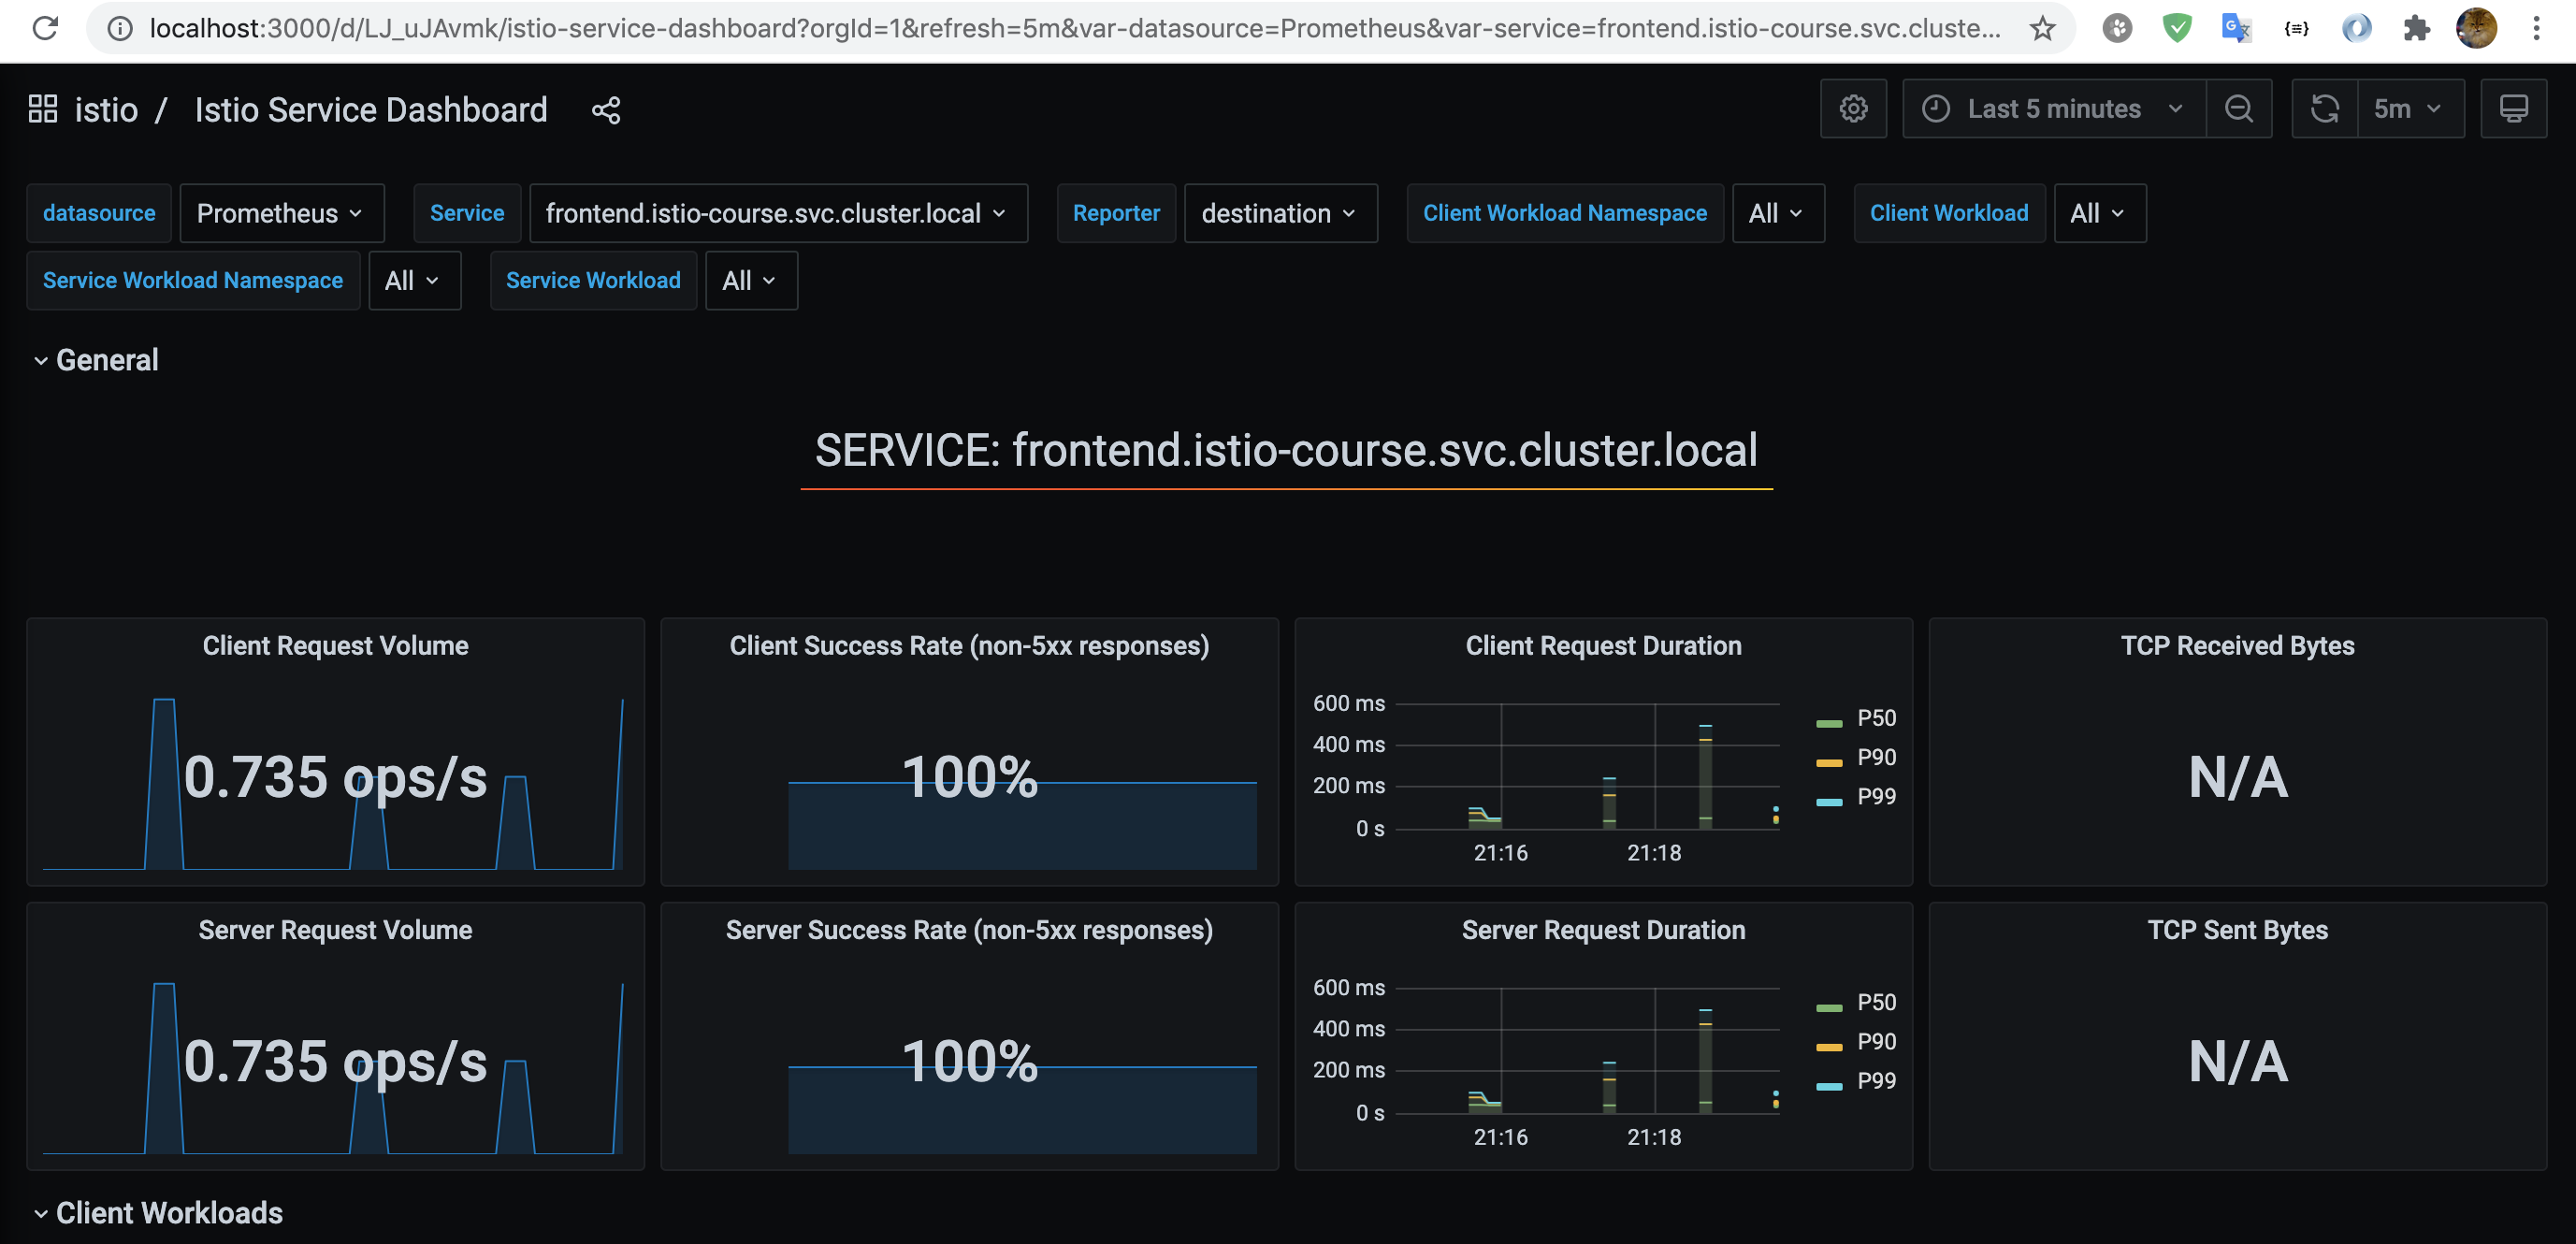 localhost:3000/d/LJ_uJAvmk/istio-service-dashboard?orgId=1&refresh=5m&var-datasource=Prometheus&var-service=frontend.istio-course.svc.cluste...
istio / Istio Service Dashboard
Last 5 minutes
5m
datasource Prometheus Service frontend.istio-course.svc.cluster.local Reporter destination Client Workload Namespace All Client Workload All
Service Workload Namespace All Service Workload All
General
SERVICE: frontend.istio-course.svc.cluster.local
Client Request Volume
0.735 ops/s
Client Success Rate (non-5xx responses)
100%
Client Request Duration
600 ms
400 ms
200 ms
0 s
21:16 21:18
P50
P90
P99
TCP Received Bytes
N/A
Server Request Volume
0.735 ops/s
Server Success Rate (non-5xx responses)
100%
Server Request Duration
600 ms
400 ms
200 ms
0 s
21:16 21:18
P50
P90
P99
TCP Sent Bytes
N/A
Client Workloads